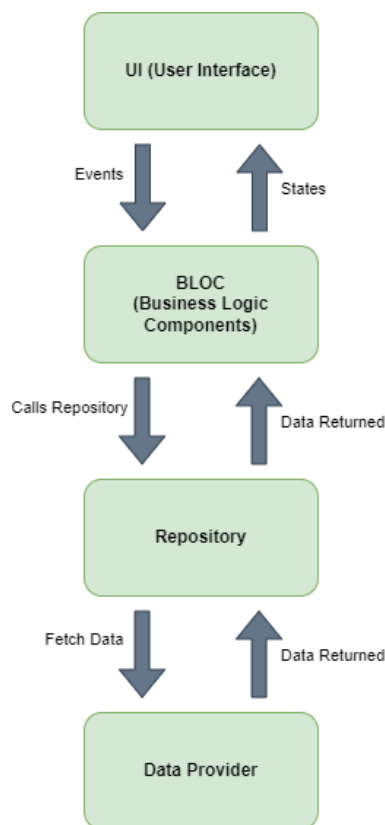 UI (User Interface)
Events
States
BLOC
(Business Logic
Components)
Calls Repository
Data Returned
Repository
Fetch Data
Data Returned
Data Provider